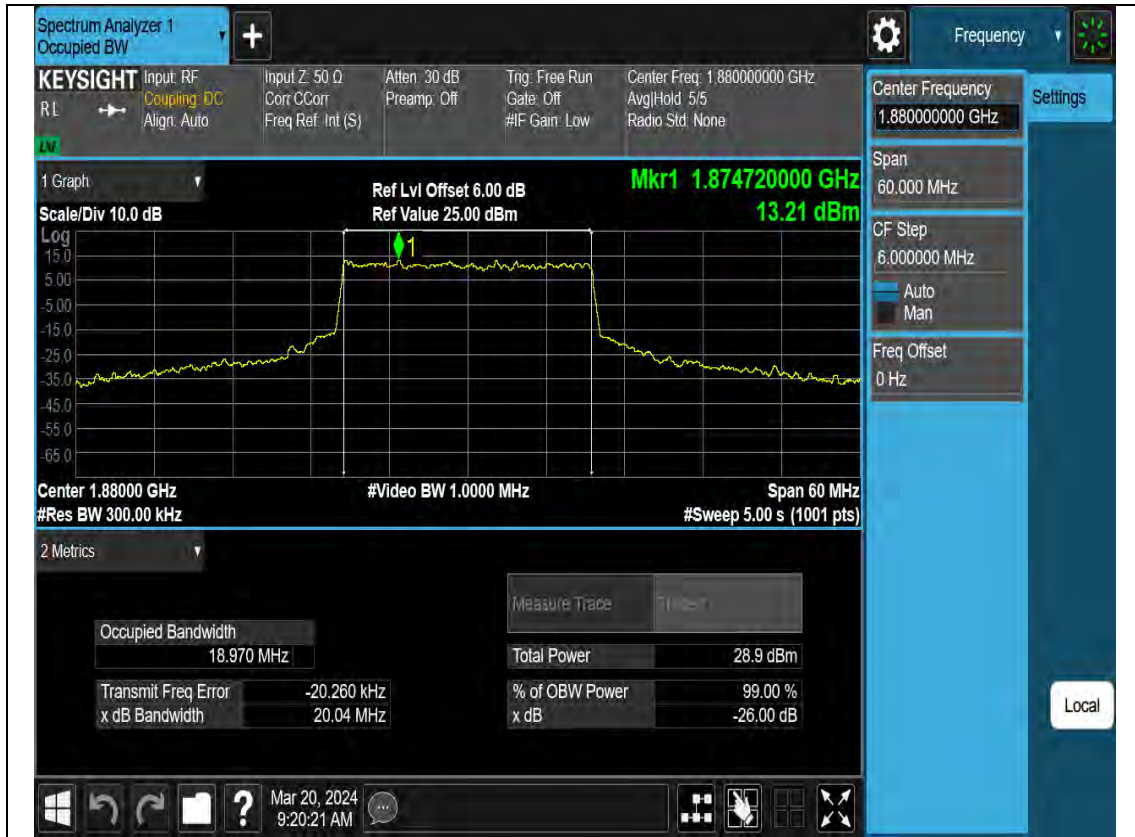 Spectrum Analyzer 1
Occupied BW
+
Frequency
KEYSIGHT
RL
LXI
Input: RF
Coupling: DC
Align: Auto
Input Z: 50 Ω
Corr CCorr
Freq Ref: Int (S)
Atten: 30 dB
Preamp: Off
Trig: Free Run
Gate: Off
#IF Gain: Low
Center Freq: 1.880000000 GHz
Avg|Hold: 5/5
Radio Std: None
Center Frequency
1.880000000 GHz
Settings
Span
60.000 MHz
CF Step
6.000000 MHz
Auto
Man
Freq Offset
0 Hz
Local
1 Graph
Scale/Div 10.0 dB
Ref Lvl Offset 6.00 dB
Ref Value 25.00 dBm
Mkr1 1.874720000 GHz
13.21 dBm
Log
1
15.0
5.00
-5.00
-15.0
-25.0
-35.0
-45.0
-55.0
-65.0
Center 1.88000 GHz
#Res BW 300.00 kHz
#Video BW 1.0000 MHz
Span 60 MHz
#Sweep 5.00 s (1001 pts)
2 Metrics
Measure Trace
Occupied Bandwidth
18.970 MHz
Total Power 28.9 dBm
Transmit Freq Error -20.260 kHz
% of OBW Power 99.00 %
x dB Bandwidth 20.04 MHz
x dB -26.00 dB
?
Mar 20, 2024
9:20:21 AM